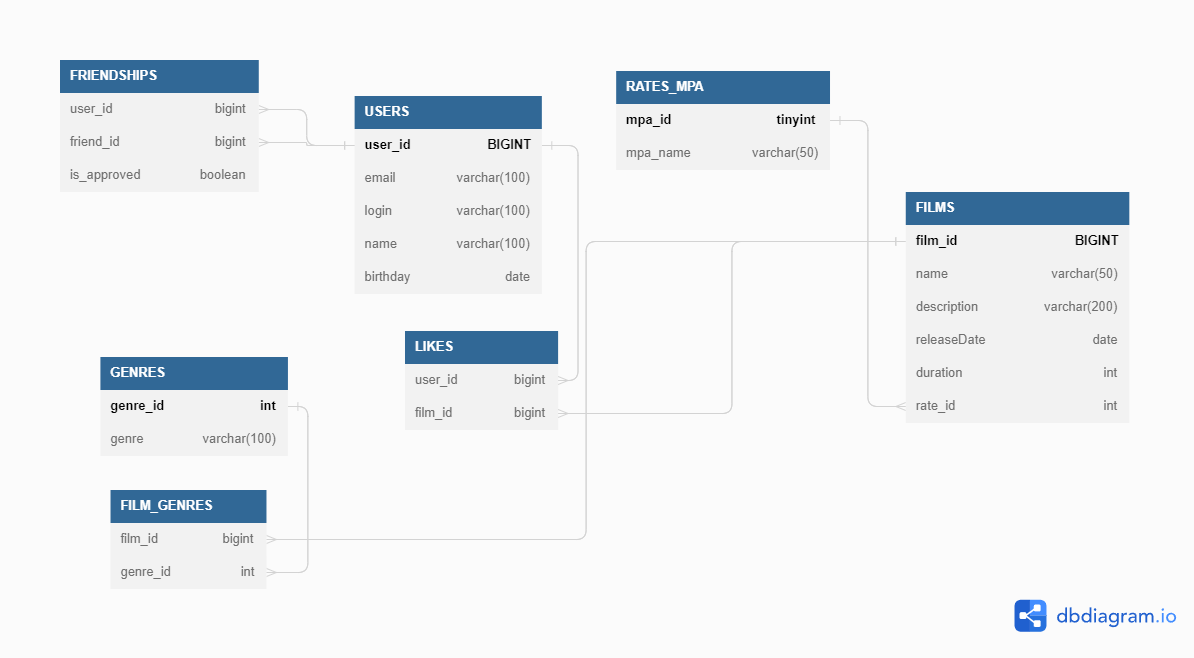 FRIENDSHIPS
user_id bigint
friend_id bigint
is_approved boolean
USERS
user_id BIGINT
email varchar(100)
login varchar(100)
name varchar(100)
birthday date
RATES_MPA
mpa_id tinyint
mpa_name varchar(50)
FILMS
film_id BIGINT
name varchar(50)
description varchar(200)
releaseDate date
duration int
rate_id int
LIKES
user_id bigint
film_id bigint
GENRES
genre_id int
genre varchar(100)
FILM_GENRES
film_id bigint
genre_id int
dbdiagram.io